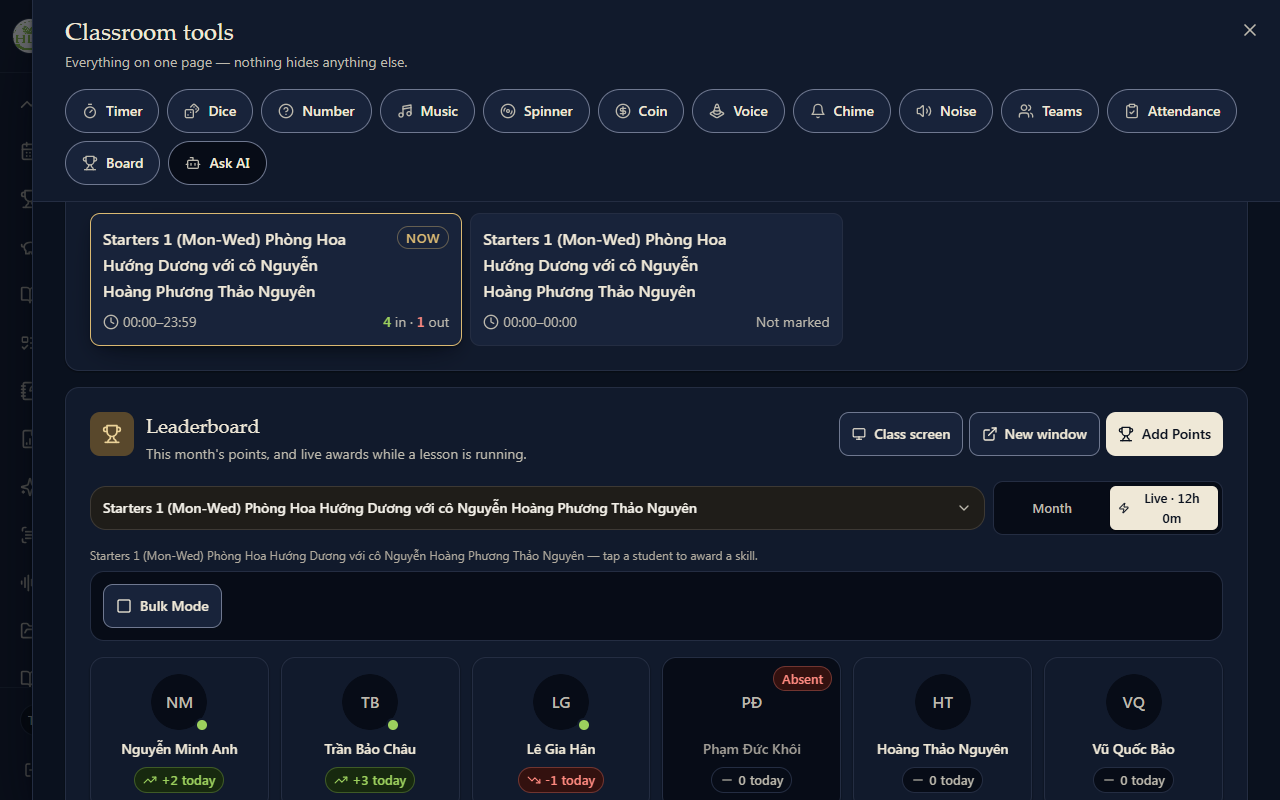 Classroom tools
Everything on one page — nothing hides anything else.
Timer
Dice
Number
Music
Spinner
Coin
Voice
Chime
Noise
Teams
Attendance
Board
Ask AI
Starters 1 (Mon-Wed) Phòng Hoa
Hướng Dương với cô Nguyễn
Hoàng Phương Thảo Nguyên
NOW
00:00–23:59
4 in · 1 out
Starters 1 (Mon-Wed) Phòng Hoa
Hướng Dương với cô Nguyễn
Hoàng Phương Thảo Nguyên
00:00–00:00
Not marked
Leaderboard
This month's points, and live awards while a lesson is running.
Class screen
New window
Add Points
Starters 1 (Mon-Wed) Phòng Hoa Hướng Dương với cô Nguyễn Hoàng Phương Thảo Nguyên
Month
Live · 12h
0m
Starters 1 (Mon-Wed) Phòng Hoa Hướng Dương với cô Nguyễn Hoàng Phương Thảo Nguyên — tap a student to award a skill.
Bulk Mode
NM
Nguyễn Minh Anh
+2 today
TB
Trần Bảo Châu
+3 today
LG
Lê Gia Hân
-1 today
Absent
PĐ
Phạm Đức Khôi
0 today
HT
Hoàng Thảo Nguyên
0 today
VQ
Vũ Quốc Bảo
0 today